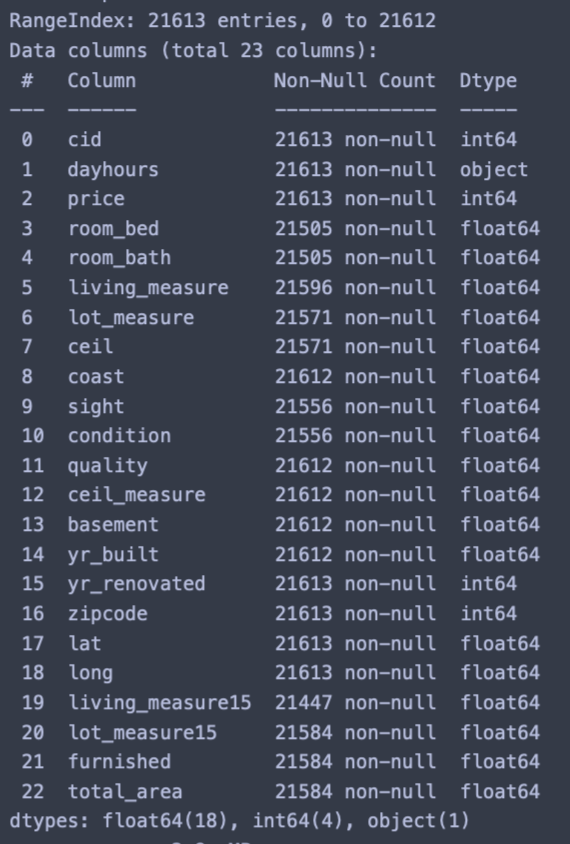 RangeIndex: 21613 entries, 0 to 21612
Data columns (total 23 columns):
 #   Column            Non-Null Count  Dtype
---  ------            --------------  -----
 0   cid               21613 non-null  int64
 1   dayhours          21613 non-null  object
 2   price             21613 non-null  int64
 3   room_bed          21505 non-null  float64
 4   room_bath         21505 non-null  float64
 5   living_measure    21596 non-null  float64
 6   lot_measure       21571 non-null  float64
 7   ceil              21571 non-null  float64
 8   coast             21612 non-null  float64
 9   sight             21556 non-null  float64
 10  condition         21556 non-null  float64
 11  quality           21612 non-null  float64
 12  ceil_measure      21612 non-null  float64
 13  basement          21612 non-null  float64
 14  yr_built          21612 non-null  float64
 15  yr_renovated      21613 non-null  int64
 16  zipcode           21613 non-null  int64
 17  lat               21613 non-null  float64
 18  long              21613 non-null  float64
 19  living_measure15  21447 non-null  float64
 20  lot_measure15     21584 non-null  float64
 21  furnished         21584 non-null  float64
 22  total_area        21584 non-null  float64
dtypes: float64(18), int64(4), object(1)